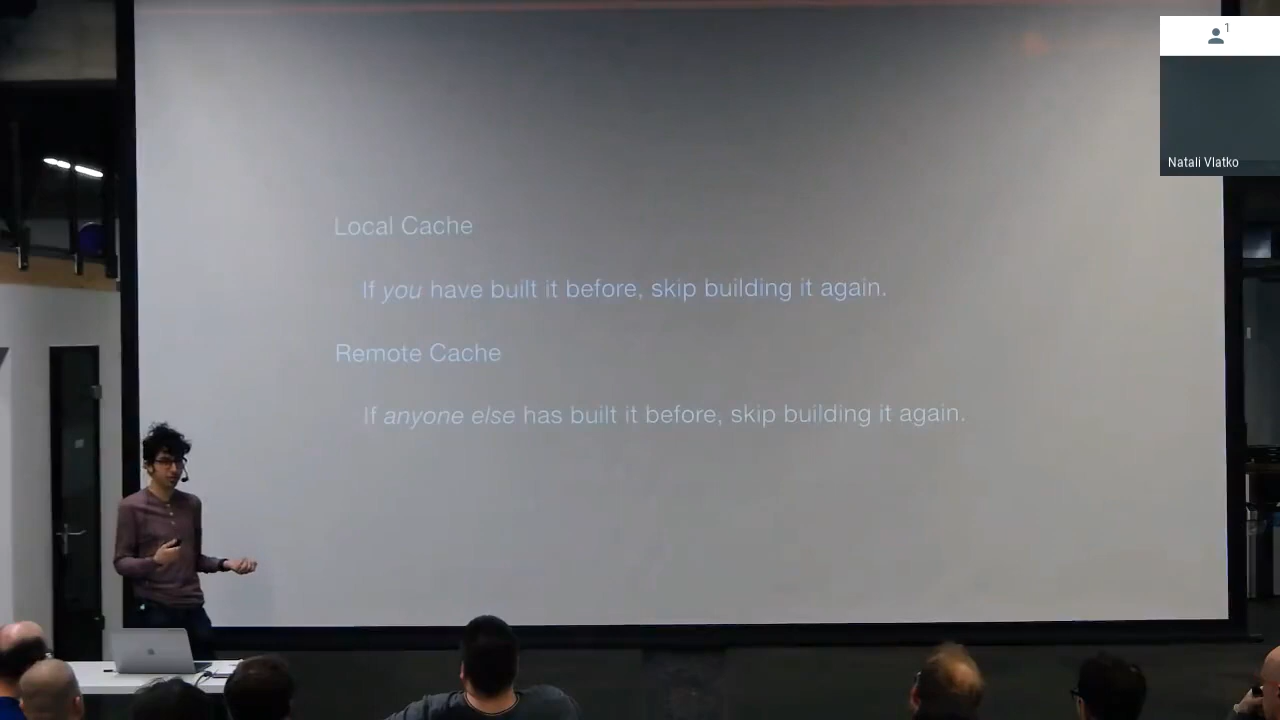 Local Cache
If you have built it before, skip building it again.
Remote Cache
If anyone else has built it before, skip building it again.
1
Natali Vlatko